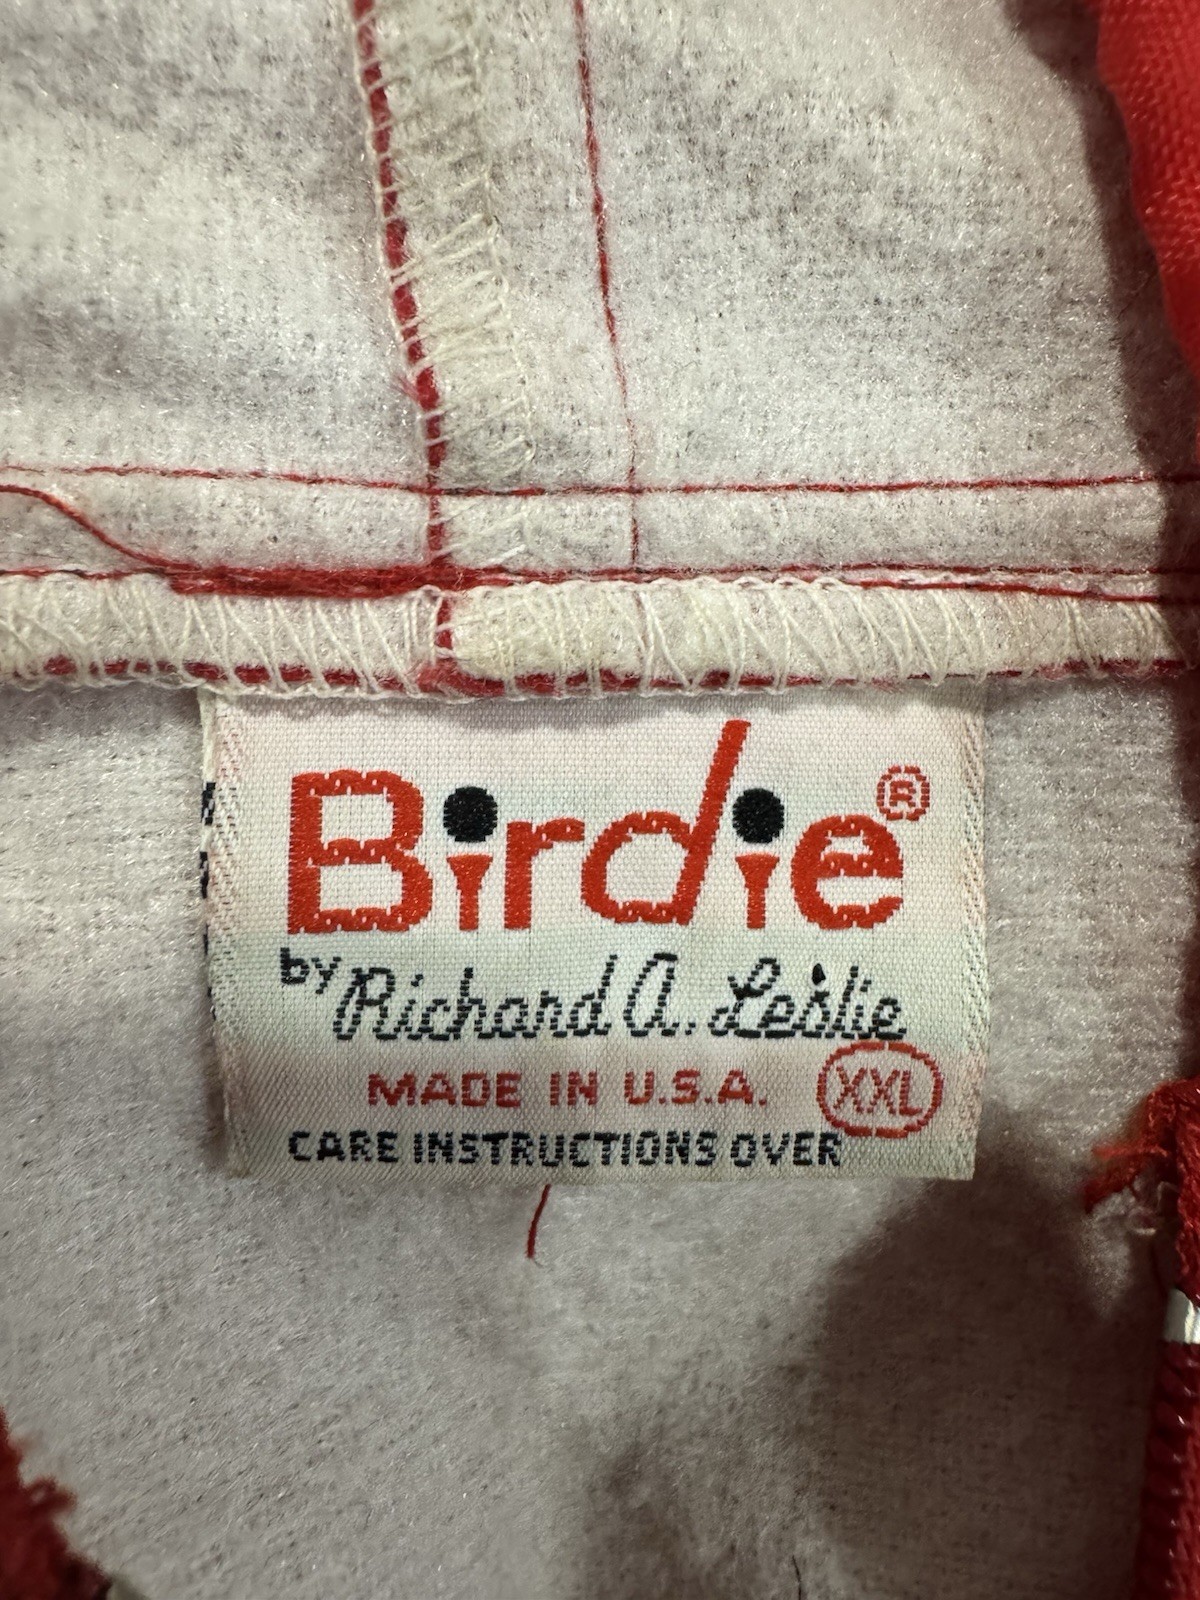 Birdie®
by Richard A. Leslie
MADE IN U.S.A. XXL
CARE INSTRUCTIONS OVER